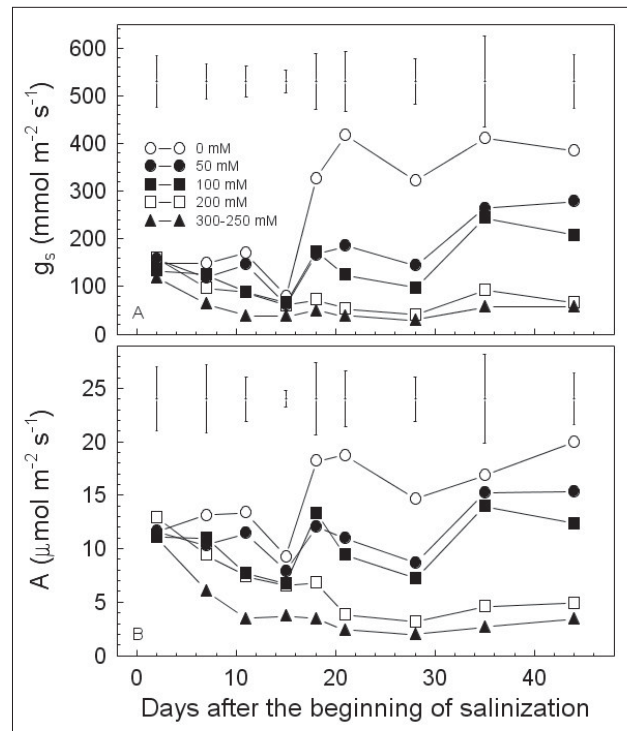 600
500
400
300
200
100
0
g_s (mmol m⁻² s⁻¹)
0 mM
50 mM
100 mM
200 mM
300-250 mM
A
25
20
15
10
5
0
A (μmol m⁻² s⁻¹)
B
0 10 20 30 40
Days after the beginning of salinization